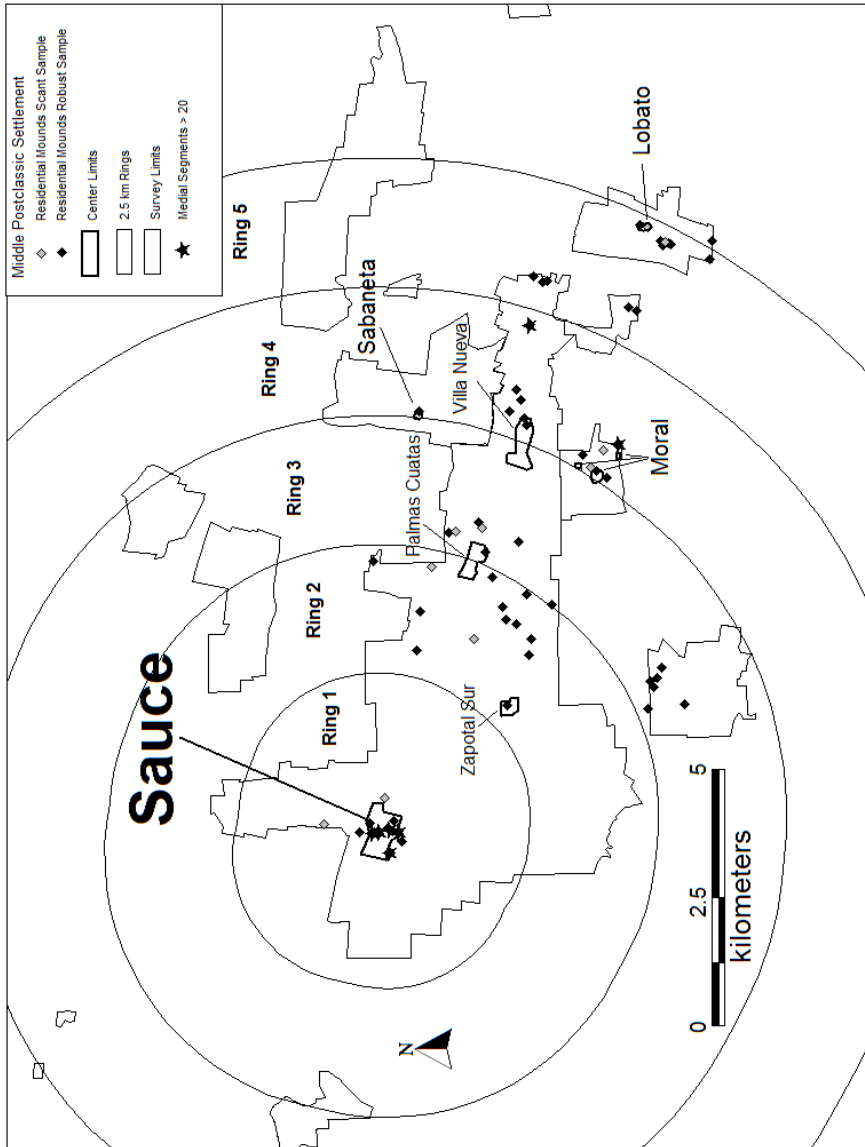 Middle Postclassic Settlement
Residential Mounds Scant Sample
Residential Mounds Robust Sample
Center Limits
2.5 km Rings
Survey Limits
Medial Segments > 20
Sauce
Ring 1
Ring 2
Ring 3
Ring 4
Ring 5
Zapotal Sur
Palmas Cuatas
Sabaneta
Villa Nueva
Moral
Lobato
N
0 2.5 5
kilometers